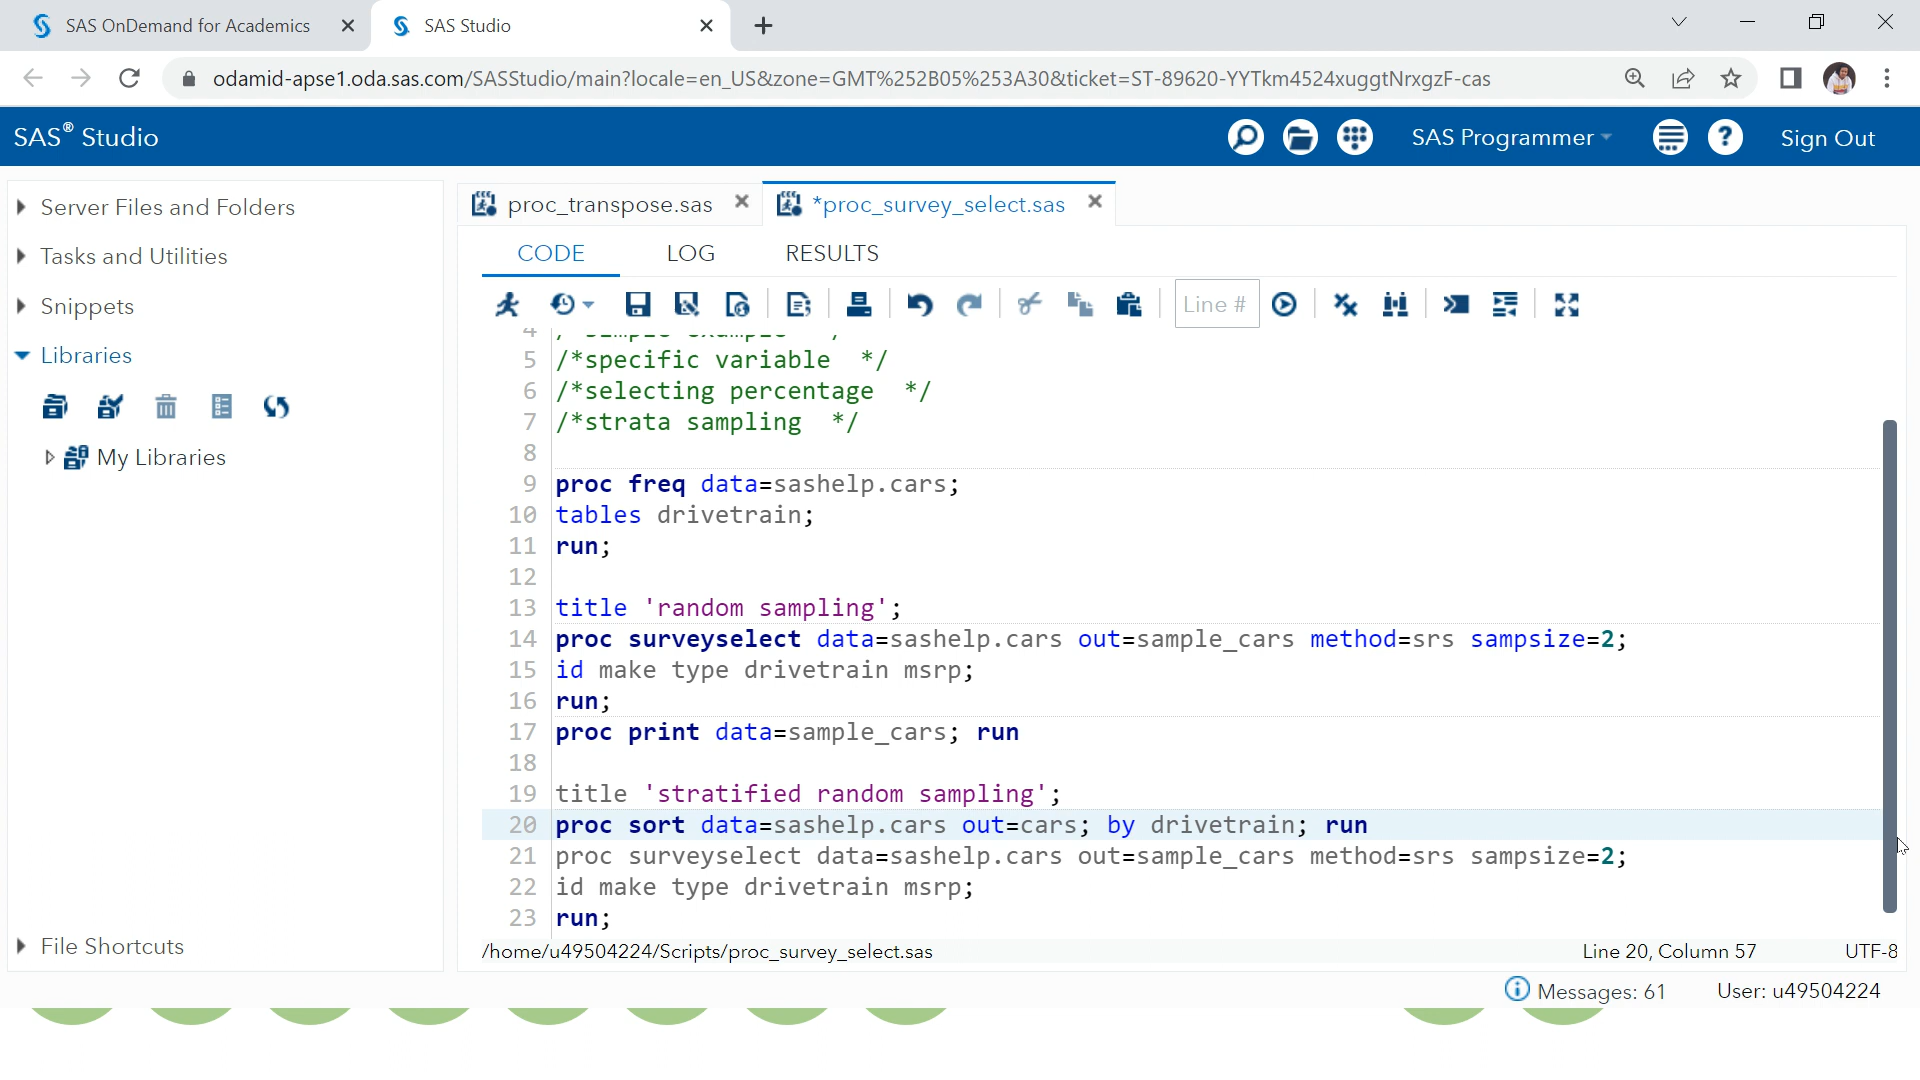 SAS OnDemand for Academics
SAS Studio
odamid-apse1.oda.sas.com/SASStudio/main?locale=en_US&zone=GMT%252B05%253A30&ticket=ST-89620-YYTkm4524xuggtNrxgzF-cas
SAS® Studio
SAS Programmer
Sign Out
Server Files and Folders
Tasks and Utilities
Snippets
Libraries
My Libraries
File Shortcuts
proc_transpose.sas
*proc_survey_select.sas
CODE LOG RESULTS
Line #
4 /*simple example */
5 /*specific variable */
6 /*selecting percentage */
7 /*strata sampling */
8
9 proc freq data=sashelp.cars;
10 tables drivetrain;
11 run;
12
13 title 'random sampling';
14 proc surveyselect data=sashelp.cars out=sample_cars method=srs sampsize=2;
15 id make type drivetrain msrp;
16 run;
17 proc print data=sample_cars; run
18
19 title 'stratified random sampling';
20 proc sort data=sashelp.cars out=cars; by drivetrain; run
21 proc surveyselect data=sashelp.cars out=sample_cars method=srs sampsize=2;
22 id make type drivetrain msrp;
23 run;
/home/u49504224/Scripts/proc_survey_select.sas
Line 20, Column 57
UTF-8
Messages: 61
User: u49504224